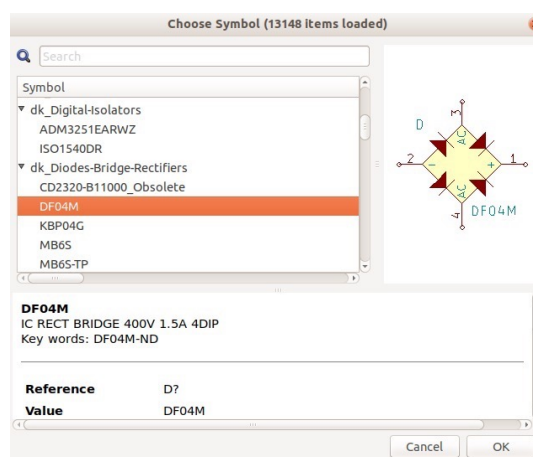 Choose Symbol (13148 items loaded)
Search
Symbol
dk_Digital-Isolators
ADM3251EARWZ
ISO1540DR
dk_Diodes-Bridge-Rectifiers
CD2320-B11000_Obsolete
DF04M
KBP04G
MB6S
MB6S-TP
3
D
AC
2
-
+
1
AC
4
DF04M
DF04M
IC RECT BRIDGE 400V 1.5A 4DIP
Key words: DF04M-ND
Reference D?
Value DF04M
Cancel OK